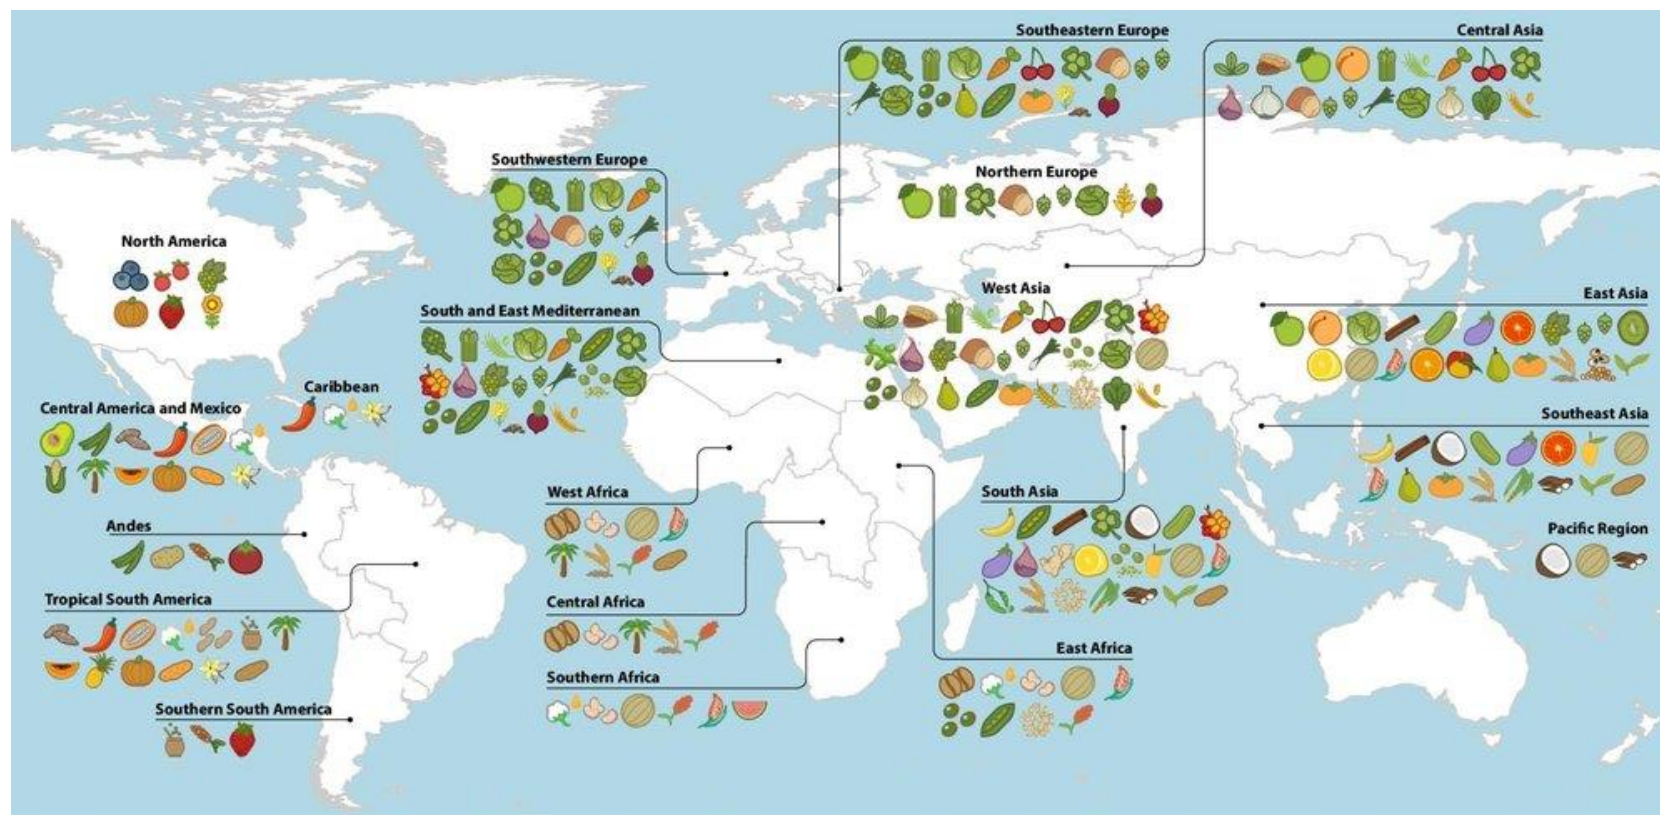 Southeastern Europe
Central Asia
Southwestern Europe
Northern Europe
North America
West Asia
East Asia
South and East Mediterranean
Caribbean
Central America and Mexico
Southeast Asia
West Africa
South Asia
Andes
Pacific Region
Tropical South America
Central Africa
East Africa
Southern Africa
Southern South America